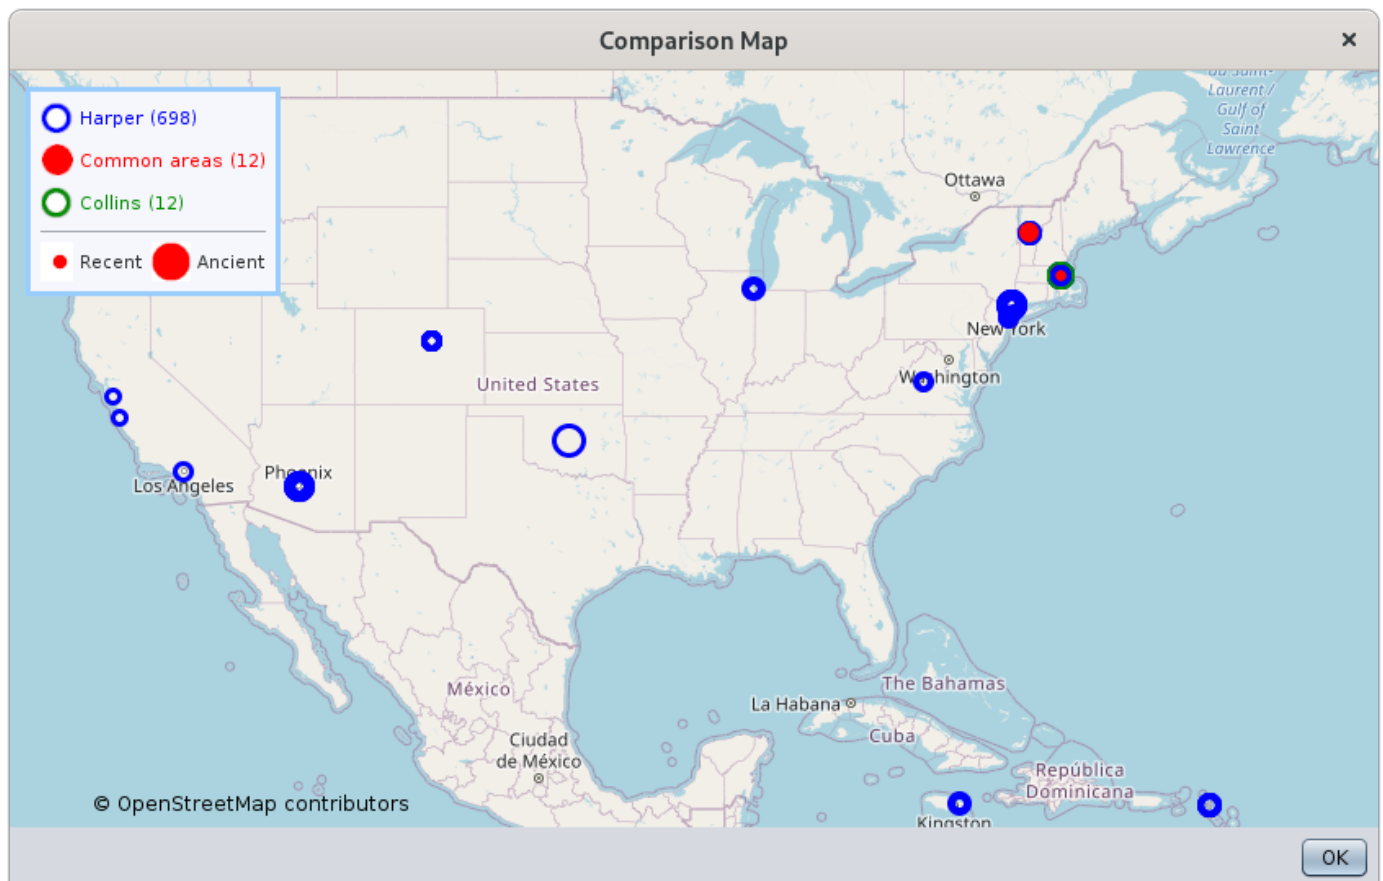 Comparison Map
Harper (698)
Common areas (12)
Collins (12)
Recent
Ancient
du Saint-
Laurent /
Gulf of
Saint
Lawrence
Ottawa
New York
Washington
United States
Phoenix
Los Angeles
México
Ciudad
de México
La Habana
The Bahamas
Cuba
República
Dominicana
Kingston
© OpenStreetMap contributors
OK